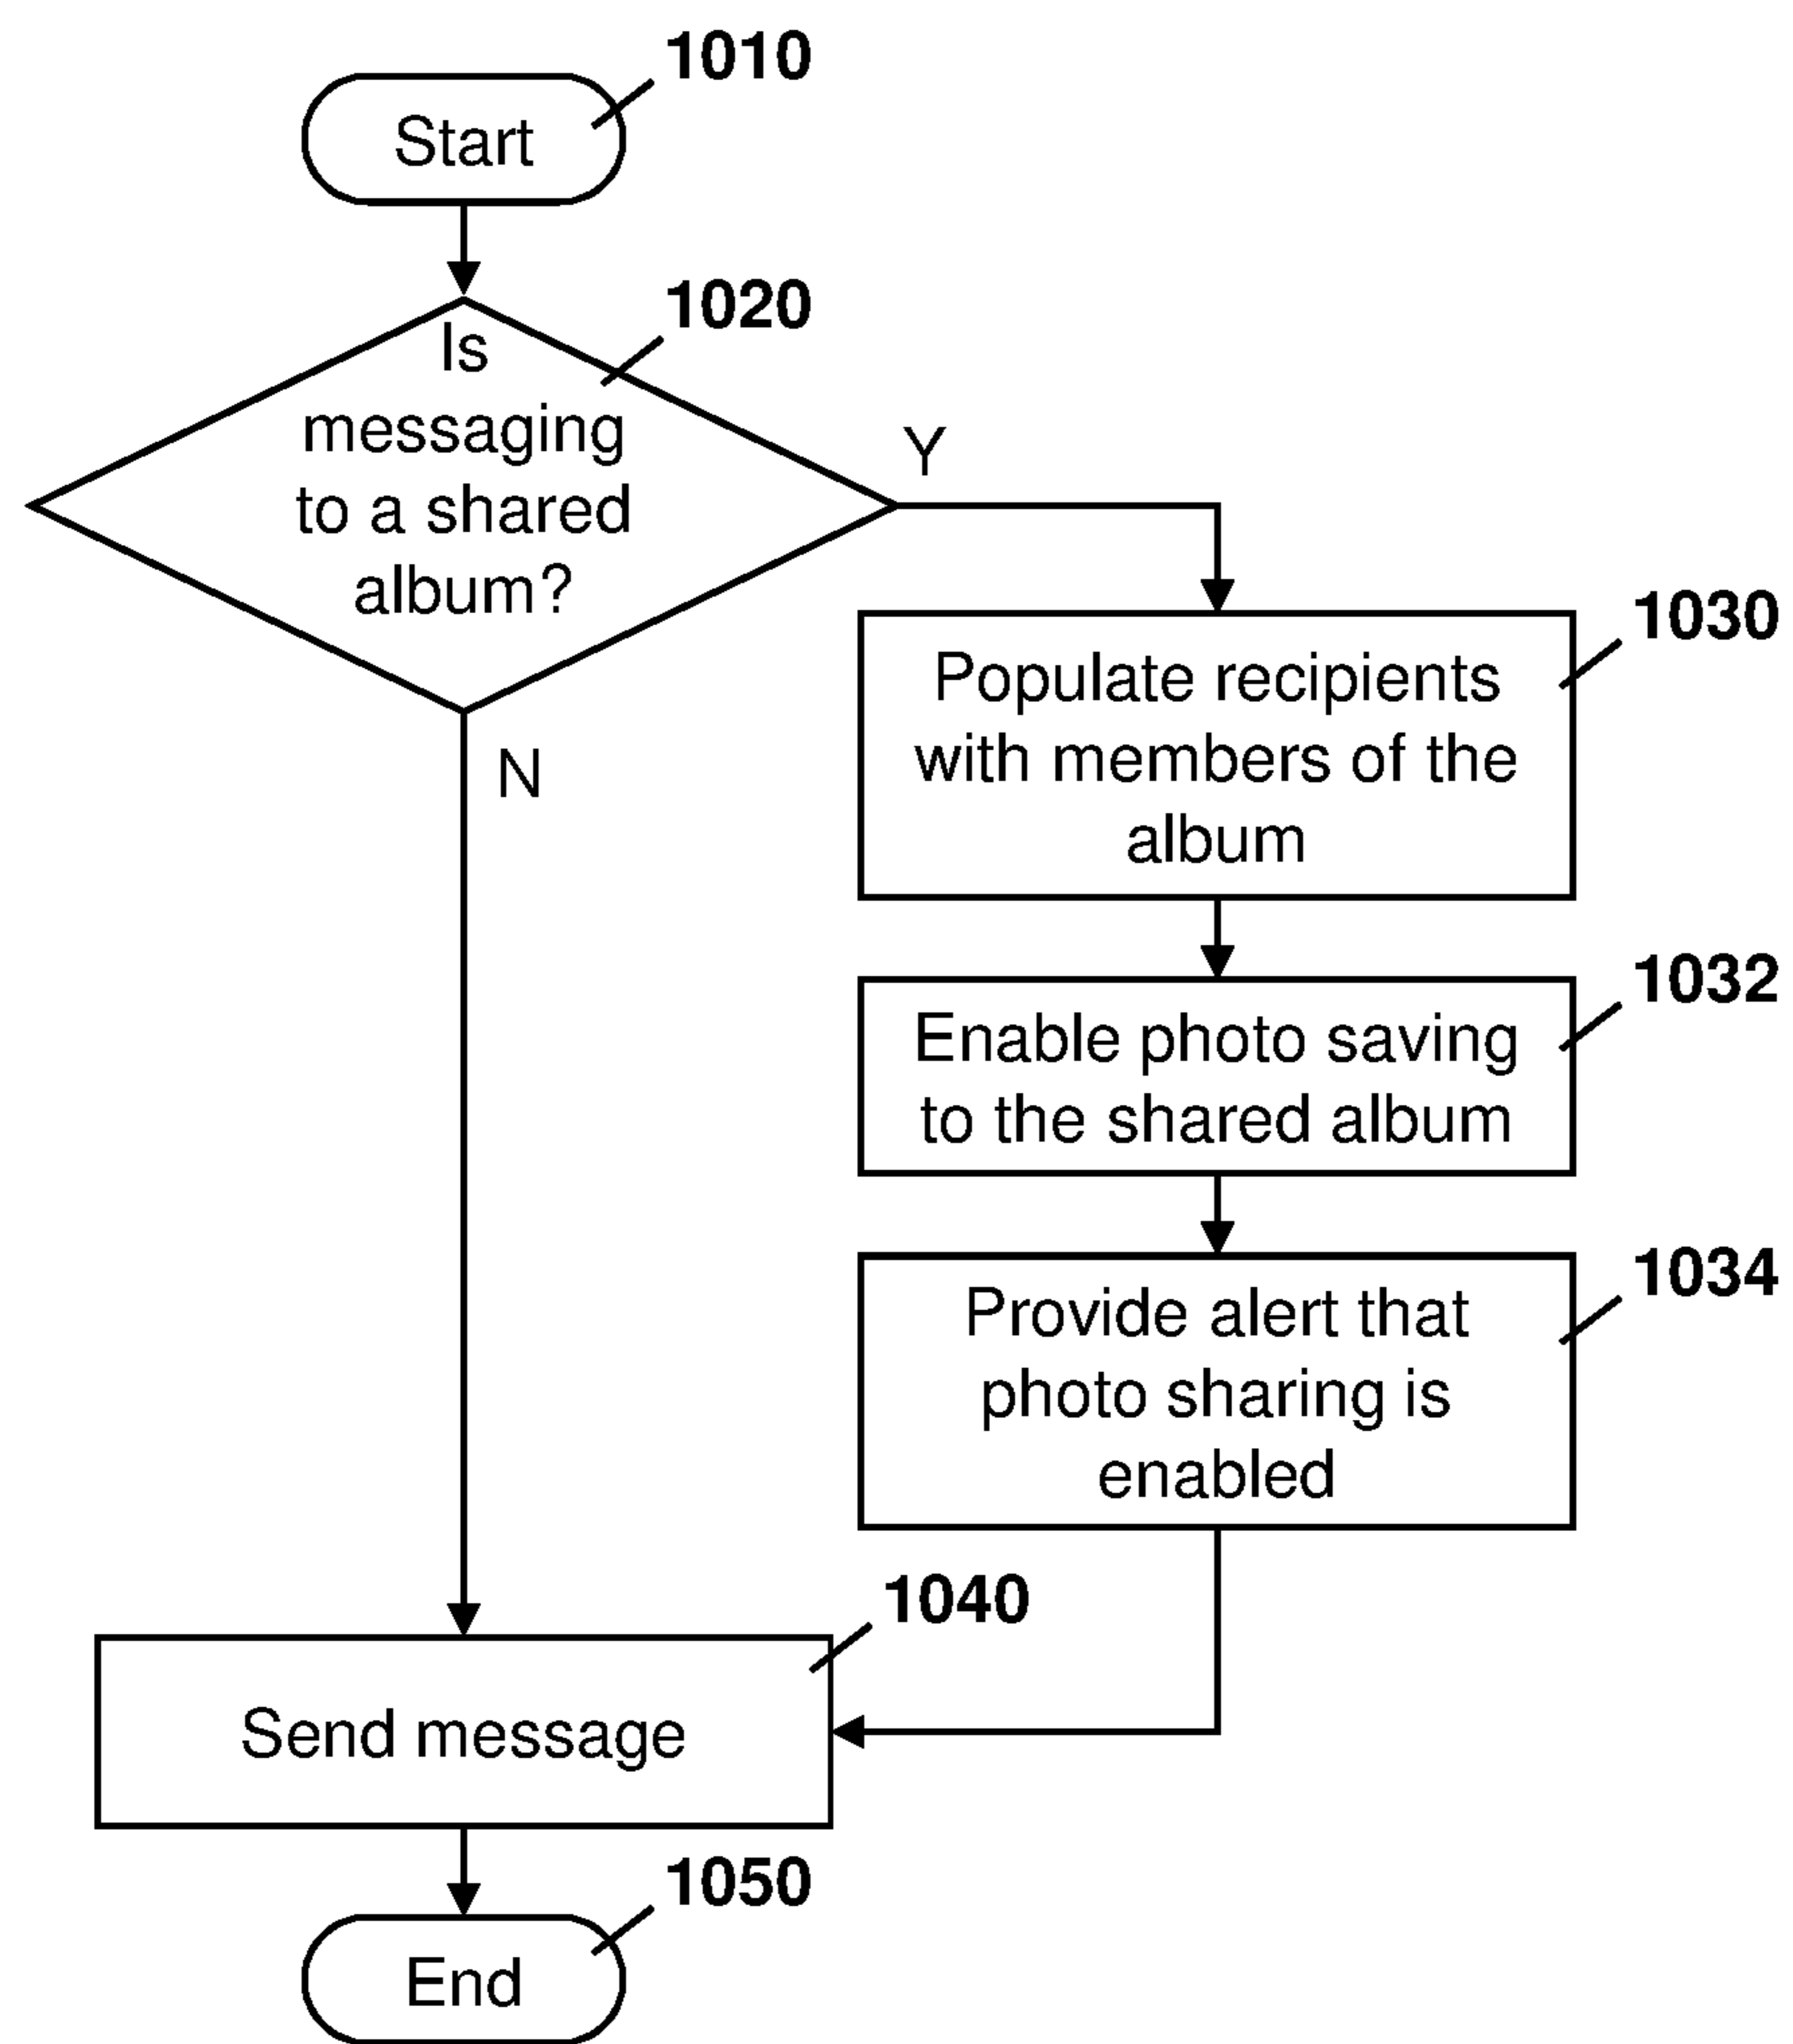 1010
Start
1020
Is
messaging
to a shared
album?
Y
N
1030
Populate recipients
with members of the
album
1032
Enable photo saving
to the shared album
1034
Provide alert that
photo sharing is
enabled
1040
Send message
1050
End